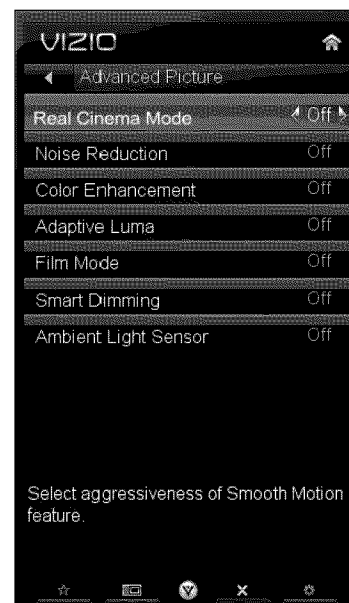 VIZIO
Advanced Picture
Real Cinema Mode Off
Noise Reduction Off
Color Enhancement Off
Adaptive Luma Off
Film Mode Off
Smart Dimming Off
Ambient Light Sensor Off
Select aggressiveness of Smooth Motion
feature.